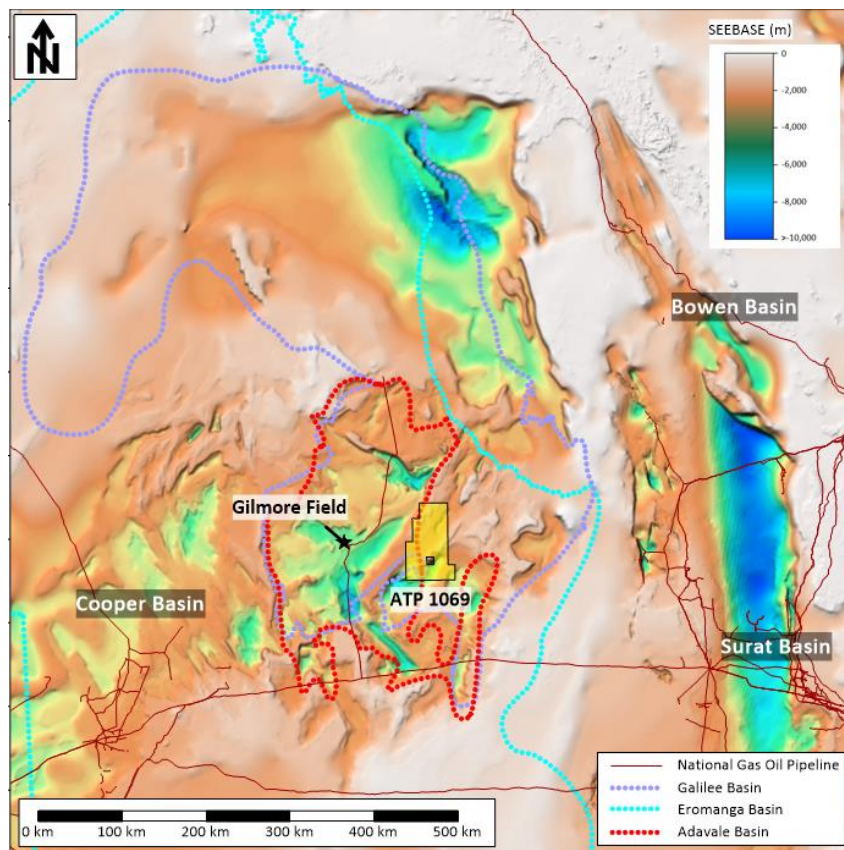 N
SEEBASE (m)
0
-2,000
-4,000
-6,000
-8,000
>-10,000
Bowen Basin
Gilmore Field
ATP 1069
Cooper Basin
Surat Basin
National Gas Oil Pipeline
Galilee Basin
Eromanga Basin
Adavale Basin
0 km 100 km 200 km 300 km 400 km 500 km